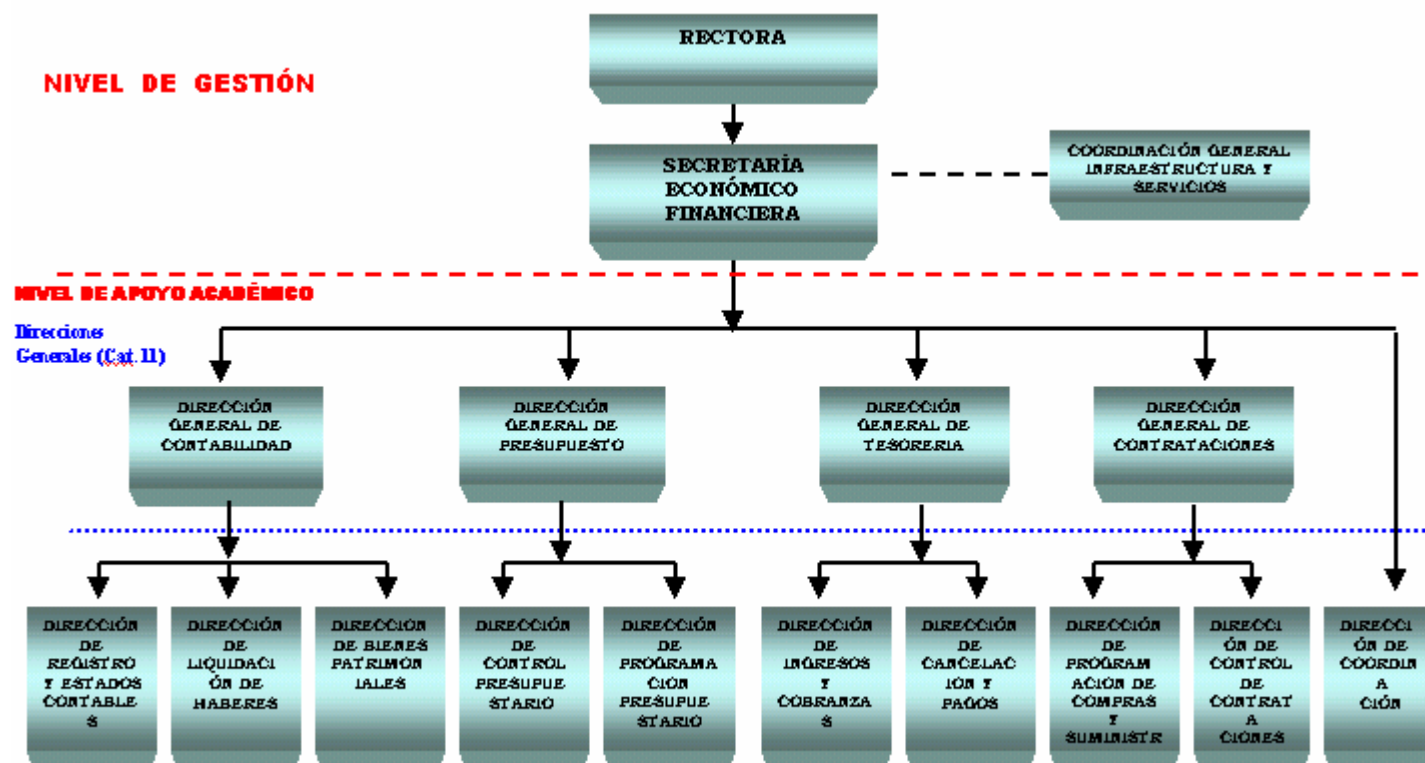 RECTORA
NIVEL DE GESTIÓN
SECRETARÍA
ECONÓMICO
FINANCIERA
COORDINACIÓN GENERAL
INFRAESTRUCTURA Y
SERVICIOS
NIVEL DE APOYO ACADÉMICO
Direcciones
Generales (Cat. 11)
DIRECCIÓN
GENERAL DE
CONTABILIDAD
DIRECCIÓN
GENERAL DE
PRESUPUESTO
DIRECCIÓN
GENERAL DE
TESORERIA
DIRECCIÓN
GENERAL DE
CONTRATACIONES
DIRECCIÓN
DE
REGISTRO
Y ESTADOS
CONTABLE
S
DIRECCIÓN
DE
LIQUIDACI
ÓN DE
HABERES
DIRECCION
DE BIENES
PATRIMON
IALES
DIRECCIÓN
DE
CONTROL
PRESUPUE
STARIO
DIRECCIÓN
DE
PROGRAMA
CIÓN
PRESUPUE
STARIO
DIRECCIÓN
DE
INGRESOS
Y
COBRANZA
S
DIRECCIÓN
DE
CANCELAC
IÓN Y
PAGOS
DIRECCIÓN
DE
PROGRAM
ACIÓN DE
COMPRAS
Y
SUMINISTR
DIRECCI
ÓN DE
CONTROL
DE
CONTRAT
A
CIONES
DIRECCI
ÓN DE
COORDIN
A
CIÓN